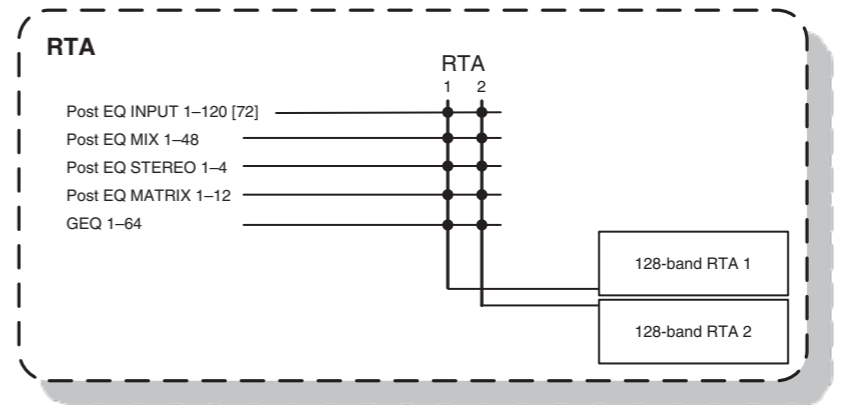 RTA
RTA
1 2
Post EQ INPUT 1–120 [72]
Post EQ MIX 1–48
Post EQ STEREO 1–4
Post EQ MATRIX 1–12
GEQ 1–64
128-band RTA 1
128-band RTA 2